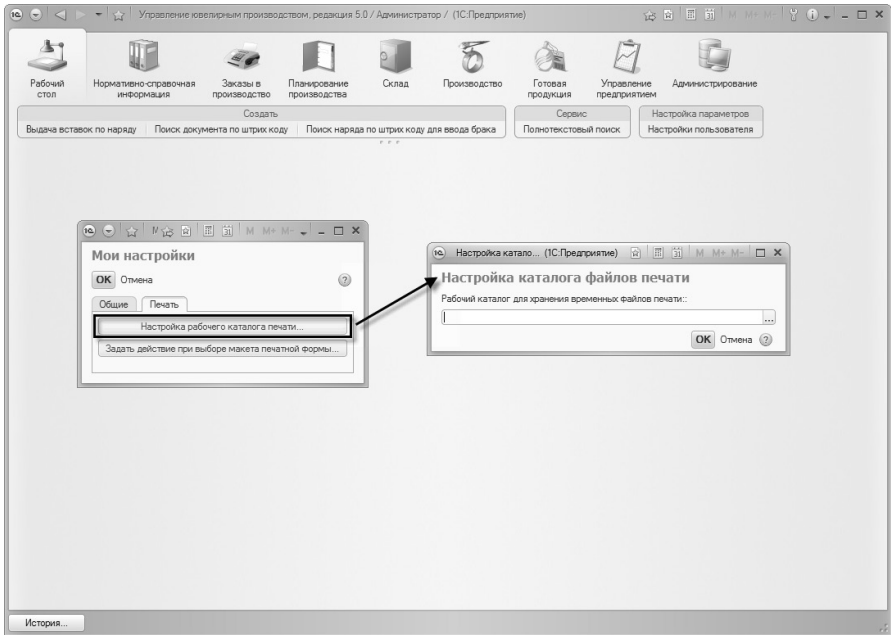 Управление ювелирным производством, редакция 5.0 / Администратор / (1С:Предприятие)
M M+ M-
Рабочий стол
Нормативно-справочная информация
Заказы в производство
Планирование производства
Склад
Производство
Готовая продукция
Управление предприятием
Администрирование
Создать
Сервис
Настройка параметров
Выдача вставок по наряду
Поиск документа по штрих коду
Поиск наряда по штрих коду для ввода брака
Полнотекстовый поиск
Настройки пользователя
M M+ M-
Мои настройки
OK Отмена
Общие Печать
Настройка рабочего каталога печати...
Задать действие при выборе макета печатной формы...
Настройка катало... (1С:Предприятие)
M M+ M-
Настройка каталога файлов печати
Рабочий каталог для хранения временных файлов печати::
...
OK Отмена ?
История...